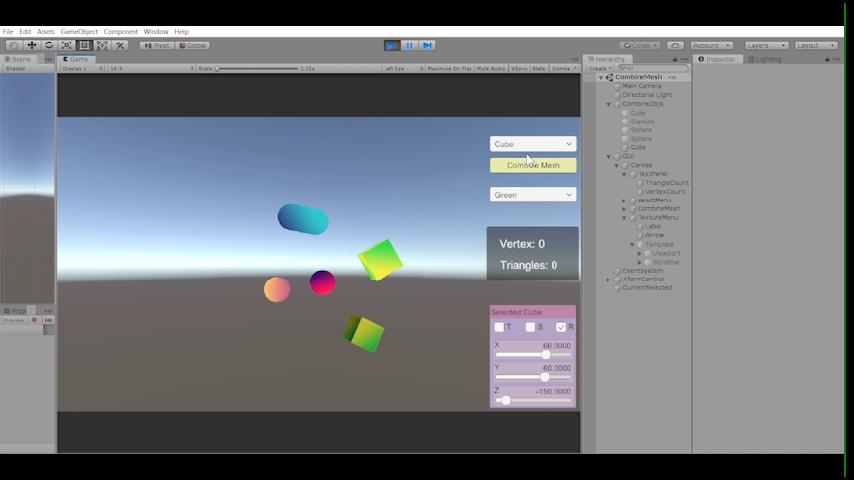 File Edit Assets GameObject Component Window Help
Pivot Global Collab Account Layers Layout
Scene Game Hierarchy Inspector Lighting
Shaded Display 1 16:9 Scale 1.25x Left Eye Maximize On Play Mute Audio VSync Stats Gizmos Create
CombineMesh
Main Camera
Directional Light
CombineObjs
Cube
Capsule
Sphere
Sphere
Cube
GUI
Canvas
TextPanel
TriangleCount
VertexCount
selectMenu
CombineMesh
TextureMenu
Label
Arrow
Template
Viewport
Scrollbar
EventSystem
XformControl
CurrentSelected
Cube
Combine Mesh
Green
Vertex: 0
Triangles: 0
Selected:Cube
T S R
X 66.0000
Y 60.0000
Z -150.0000
Proj
Preview